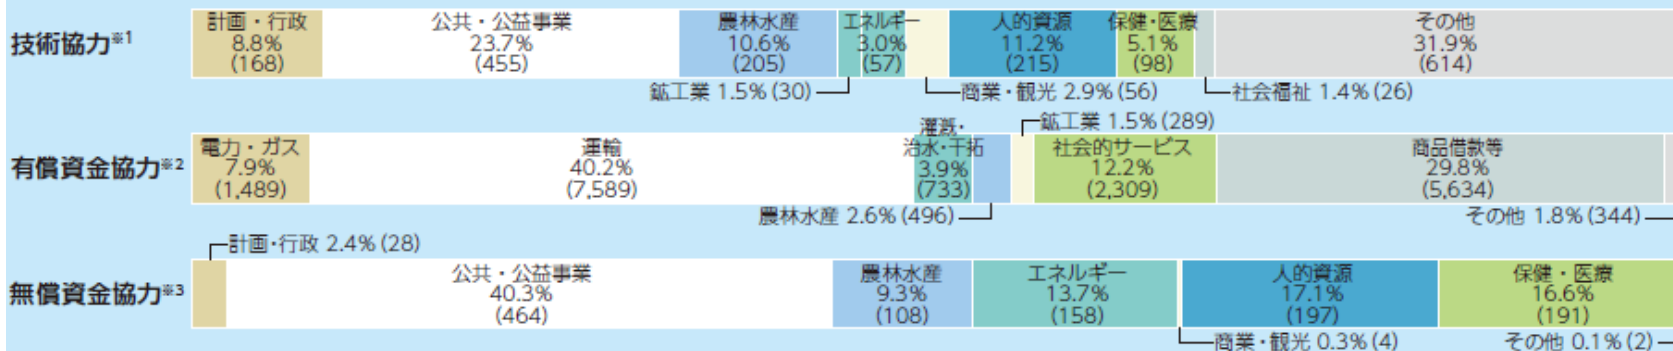 計画・行政
8.8%
(168)
公共・公益事業
23.7%
(455)
農林水産
10.6%
(205)
エネルギー
3.0%
(57)
人的資源
11.2%
(215)
保健・医療
5.1%
(98)
その他
31.9%
(614)
技術協力※1
鉱工業 1.5% (30)
商業・観光 2.9% (56)
社会福祉 1.4% (26)
電力・ガス
7.9%
(1,489)
運輸
40.2%
(7,589)
灌漑・
治水・干拓
3.9%
(733)
鉱工業 1.5% (289)
社会的サービス
12.2%
(2,309)
商品借款等
29.8%
(5,634)
有償資金協力※2
農林水産 2.6% (496)
その他 1.8% (344)
計画・行政 2.4% (28)
公共・公益事業
40.3%
(464)
農林水産
9.3%
(108)
エネルギー
13.7%
(158)
人的資源
17.1%
(197)
保健・医療
16.6%
(191)
無償資金協力※3
商業・観光 0.3% (4)
その他 0.1% (2)